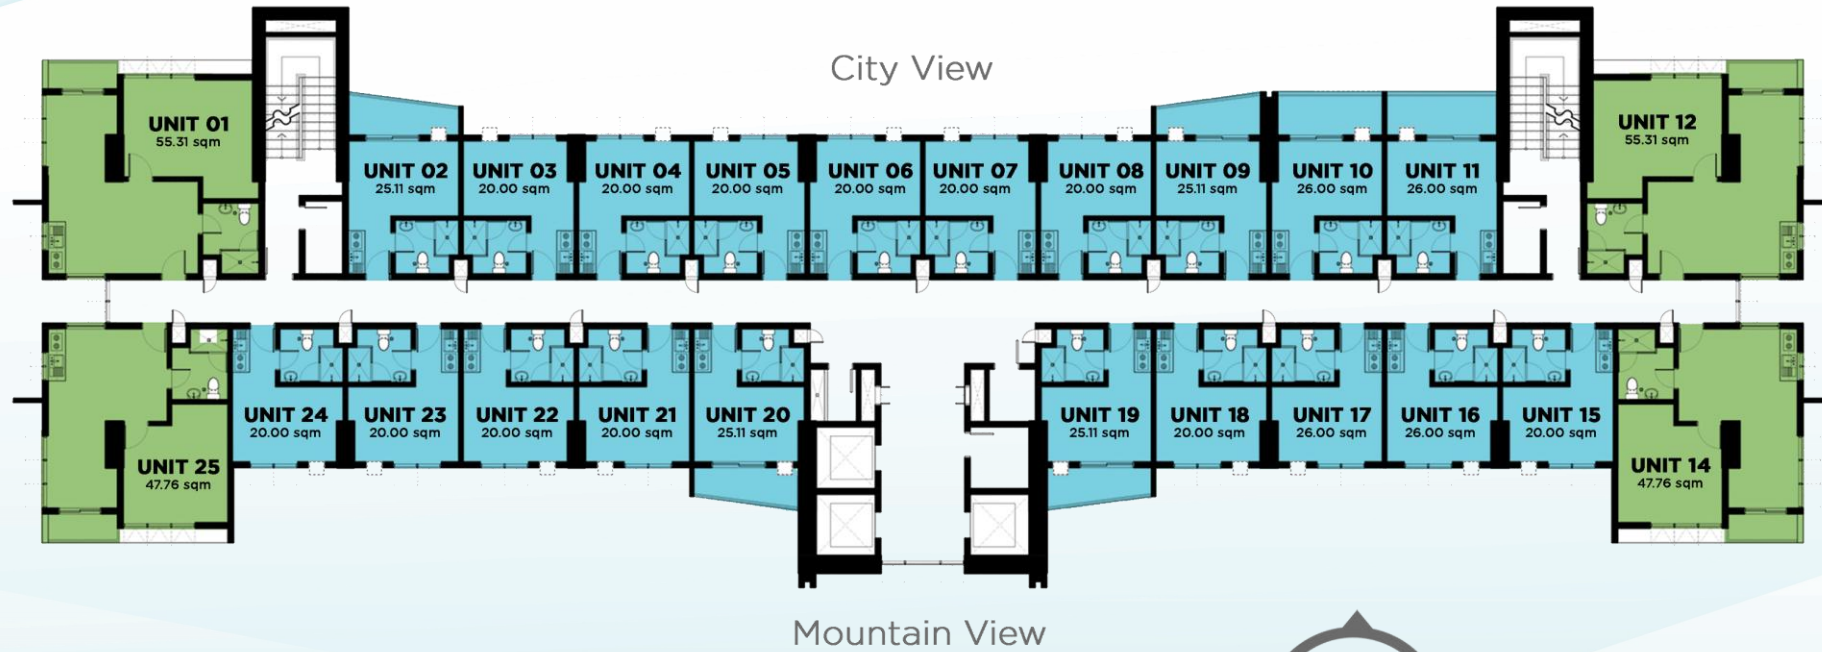 City View
UNIT 01
55.31 sqm
UNIT 02
25.11 sqm
UNIT 03
20.00 sqm
UNIT 04
20.00 sqm
UNIT 05
20.00 sqm
UNIT 06
20.00 sqm
UNIT 07
20.00 sqm
UNIT 08
20.00 sqm
UNIT 09
25.11 sqm
UNIT 10
26.00 sqm
UNIT 11
26.00 sqm
UNIT 12
55.31 sqm
UNIT 25
47.76 sqm
UNIT 24
20.00 sqm
UNIT 23
20.00 sqm
UNIT 22
20.00 sqm
UNIT 21
20.00 sqm
UNIT 20
25.11 sqm
UNIT 19
25.11 sqm
UNIT 18
20.00 sqm
UNIT 17
26.00 sqm
UNIT 16
26.00 sqm
UNIT 15
20.00 sqm
UNIT 14
47.76 sqm
Mountain View